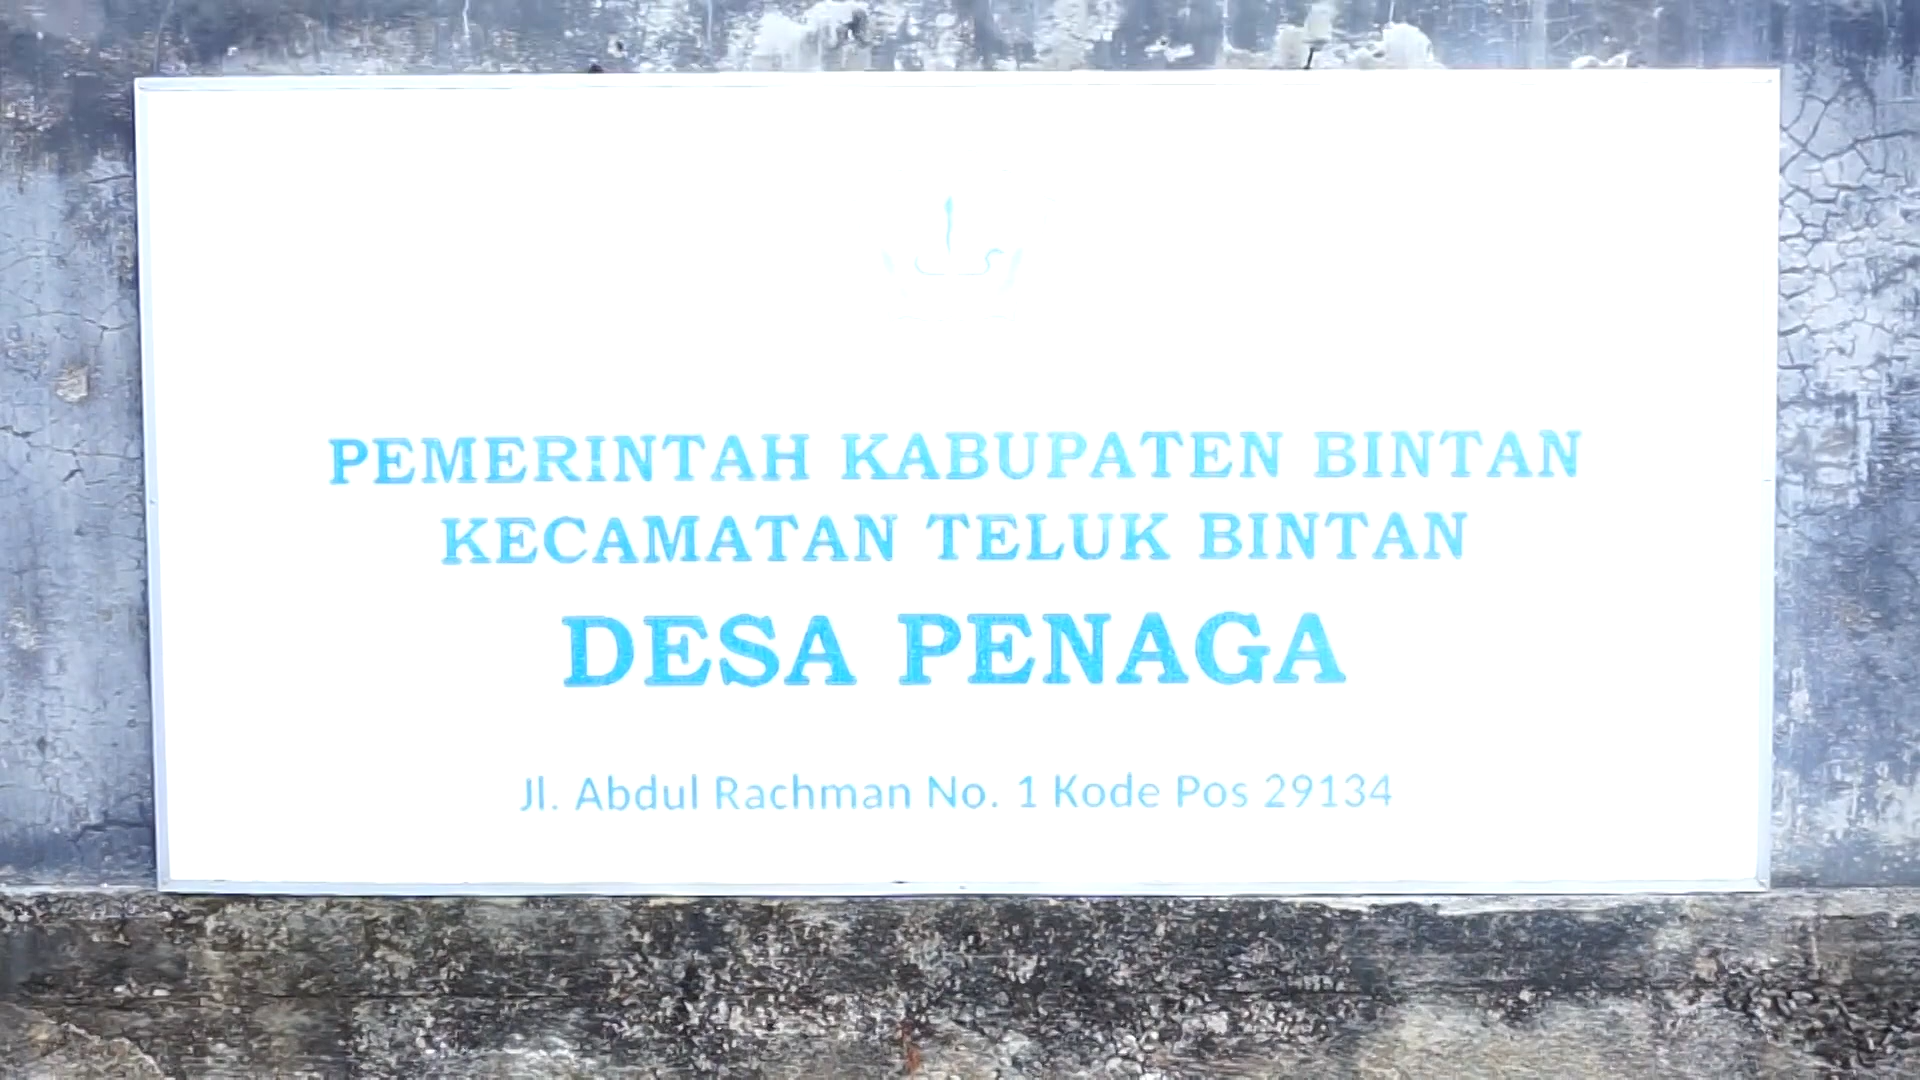 PEMERINTAH KABUPATEN BINTAN
KECAMATAN TELUK BINTAN
DESA PENAGA
Jl. Abdul Rachman No. 1 Kode Pos 29134